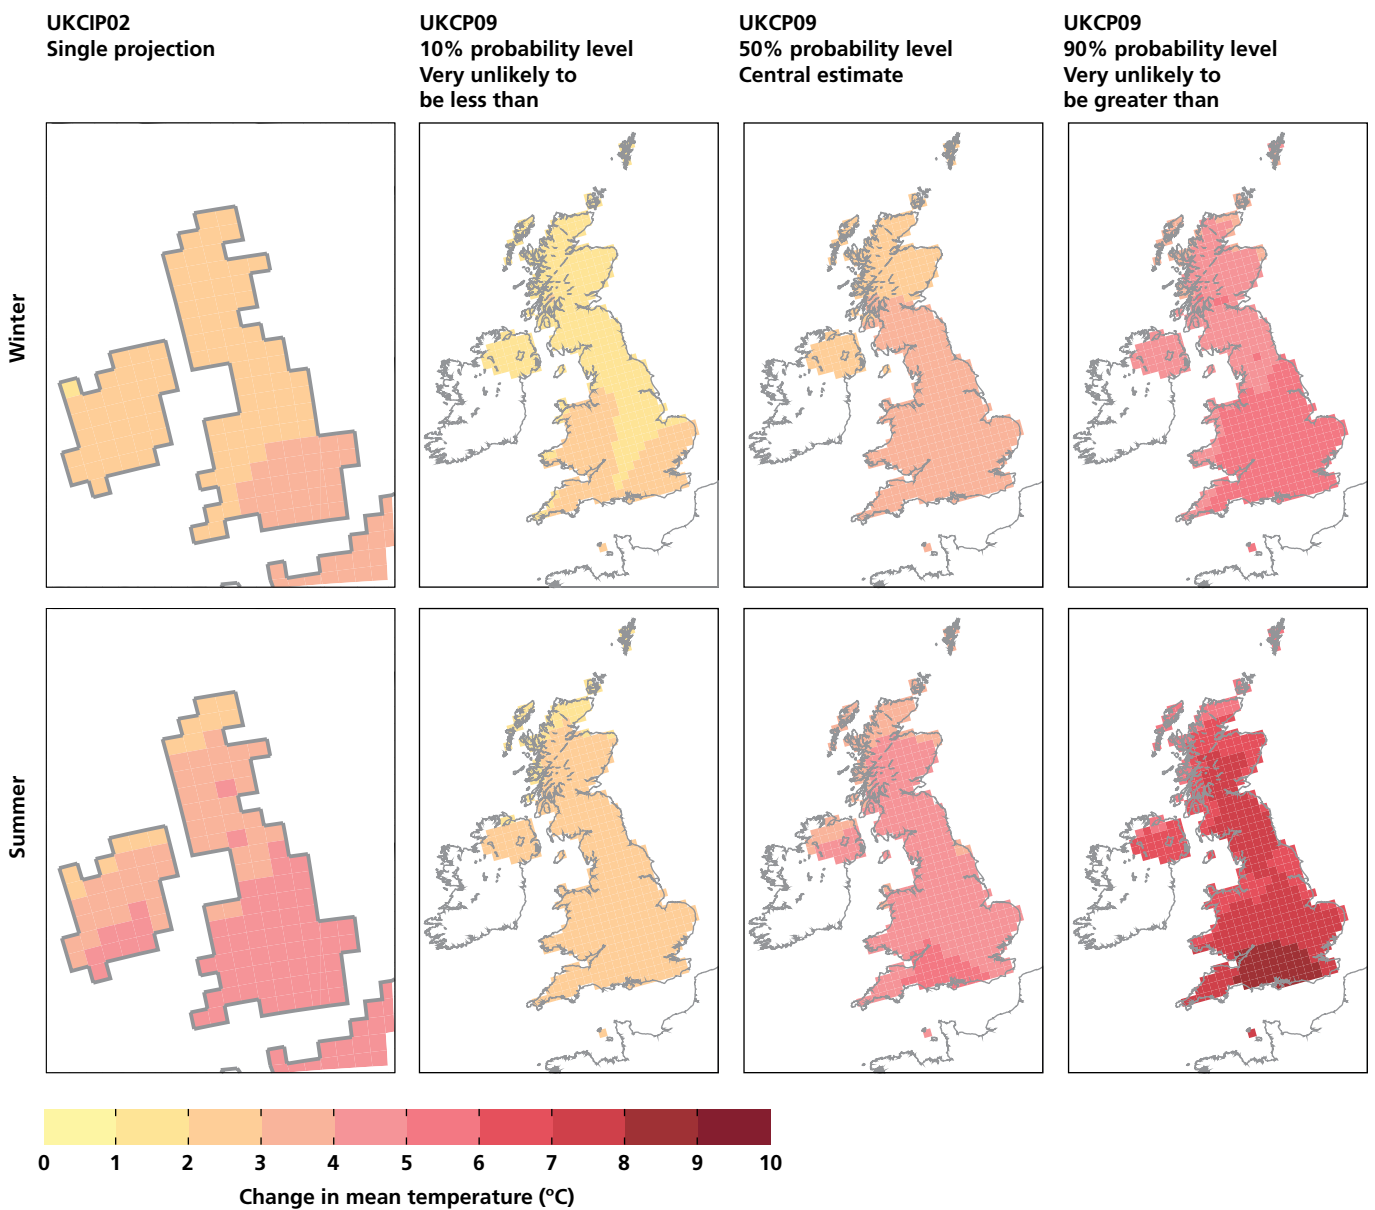 UKCIP02
Single projection
UKCP09
10% probability level
Very unlikely to
be less than
UKCP09
50% probability level
Central estimate
UKCP09
90% probability level
Very unlikely to
be greater than
Winter
Summer
0 1 2 3 4 5 6 7 8 9 10
Change in mean temperature (ºC)